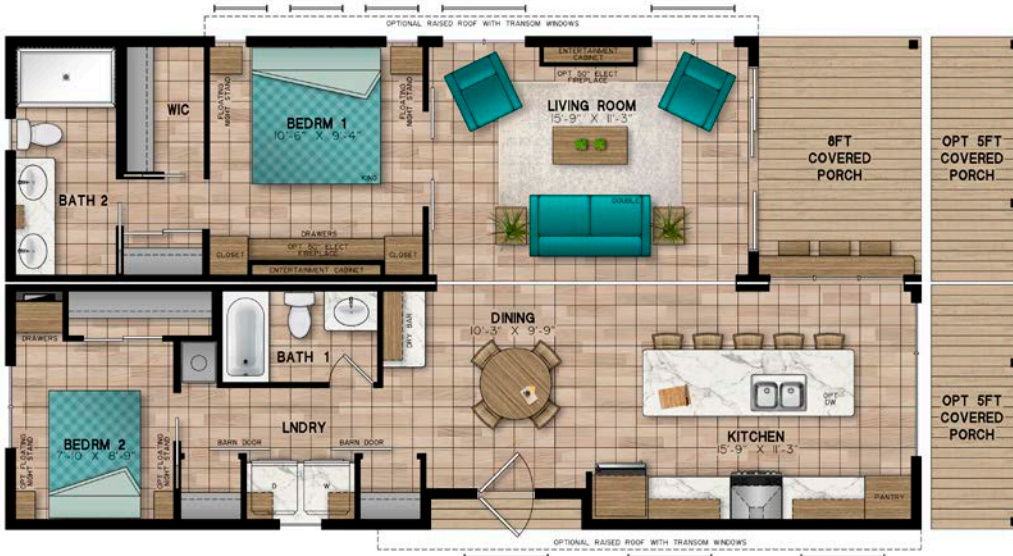 OPTIONAL RAISED ROOF WITH TRANSOM WINDOWS
ENTERTAINMENT
CABINET
OPT 50" ELECT
FIREPLACE
FLOATING
NIGHT STAND
WIC
BEDRM 1
10'-6" X 9'-4"
FLOATING
NIGHT STAND
LIVING ROOM
15'-9" X 11'-3"
8FT
COVERED
PORCH
OPT 5FT
COVERED
PORCH
KING
BATH 2
DOUBLE
DRAWERS
OPT 50" ELECT
FIREPLACE
CLOSET
CLOSET
ENTERTAINMENT CABINET
DRAWERS
BATH 1
DRY BAR
DINING
10'-3" X 9'-9"
OPT
DW
OPT 5FT
COVERED
PORCH
LNDRY
BARN DOOR
BARN DOOR
BEDRM 2
7'-10" X 8'-9"
OPT FLOATING
NIGHT STAND
OPT FLOATING
NIGHT STAND
KITCHEN
15'-9" X 11'-3"
D
W
PANTRY
OPTIONAL RAISED ROOF WITH TRANSOM WINDOWS